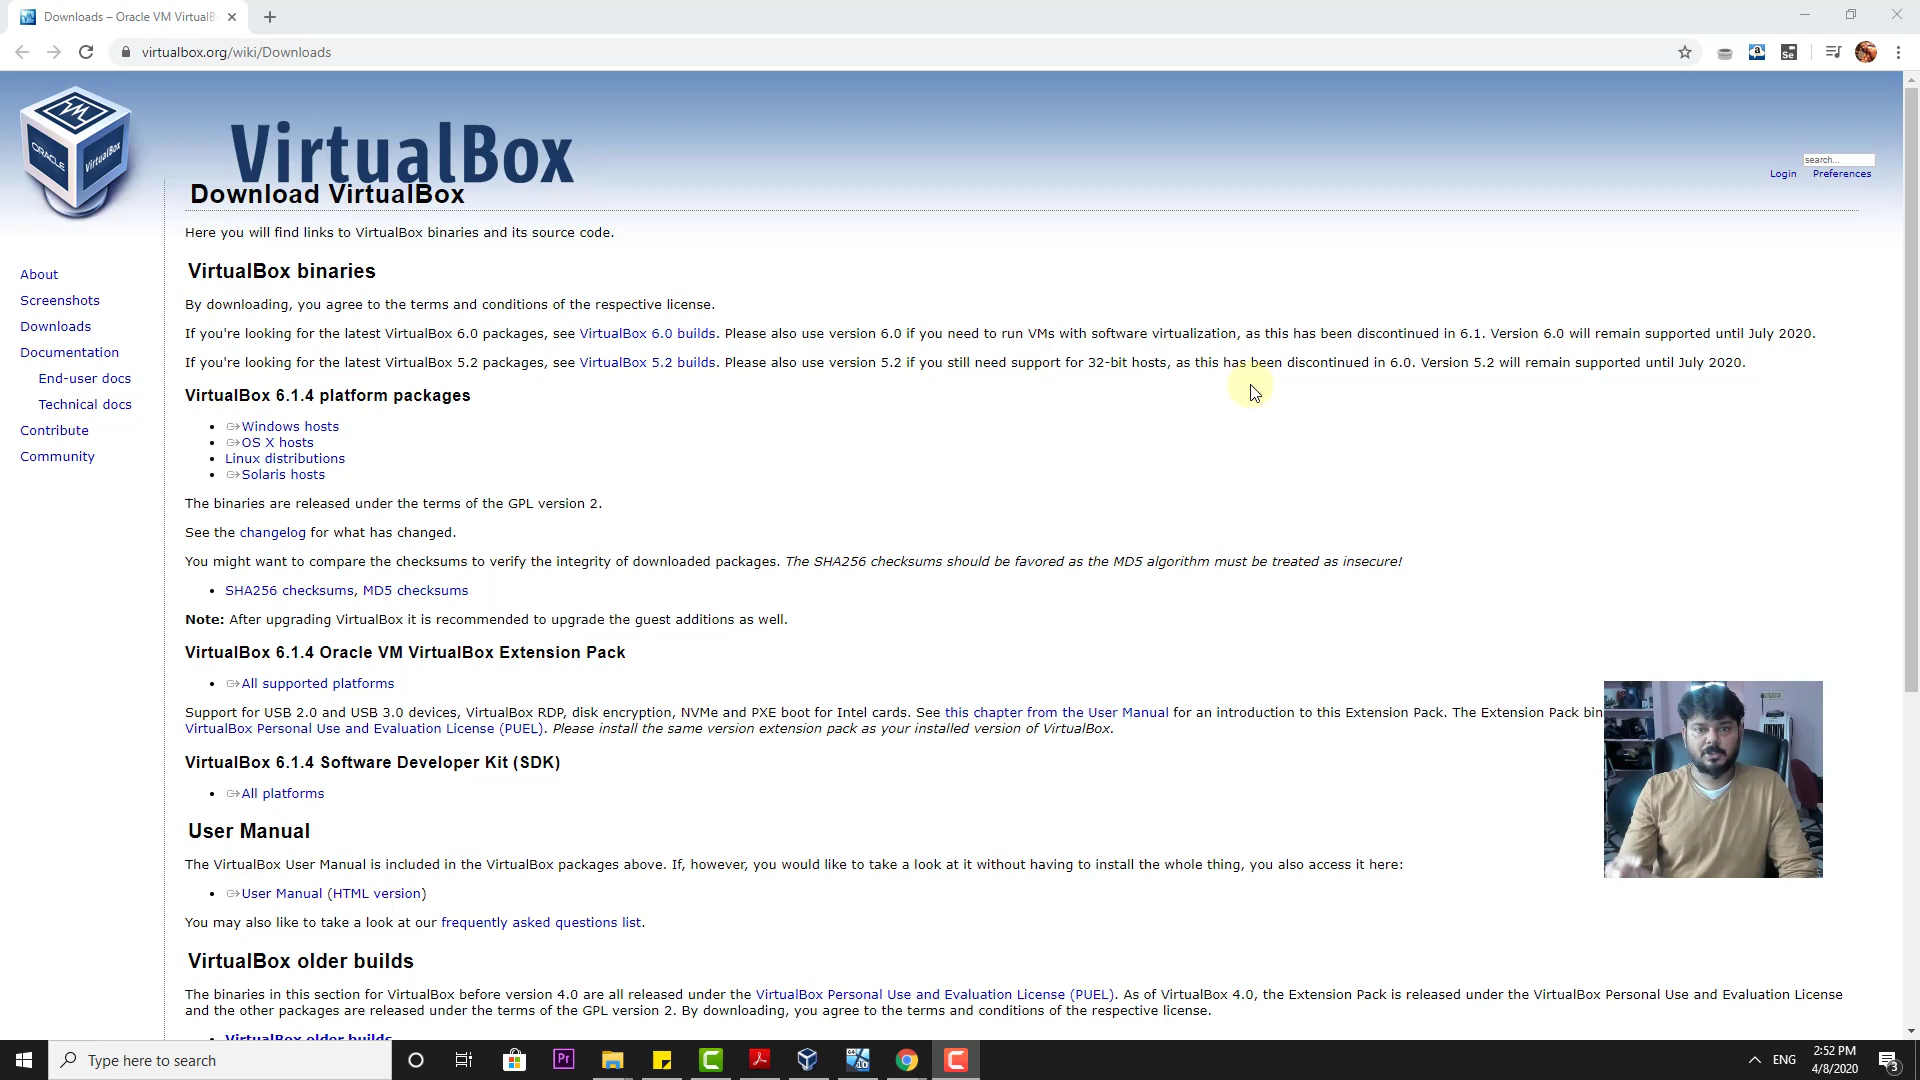 Downloads – Oracle VM VirtualB
virtualbox.org/wiki/Downloads
ORACLE
VirtualBox
VirtualBox
search...
Login Preferences
Download VirtualBox
Here you will find links to VirtualBox binaries and its source code.
VirtualBox binaries
By downloading, you agree to the terms and conditions of the respective license.
If you're looking for the latest VirtualBox 6.0 packages, see VirtualBox 6.0 builds. Please also use version 6.0 if you need to run VMs with software virtualization, as this has been discontinued in 6.1. Version 6.0 will remain supported until July 2020.
If you're looking for the latest VirtualBox 5.2 packages, see VirtualBox 5.2 builds. Please also use version 5.2 if you still need support for 32-bit hosts, as this has been discontinued in 6.0. Version 5.2 will remain supported until July 2020.
About
Screenshots
Downloads
Documentation
End-user docs
Technical docs
Contribute
Community
VirtualBox 6.1.4 platform packages
Windows hosts
OS X hosts
Linux distributions
Solaris hosts
The binaries are released under the terms of the GPL version 2.
See the changelog for what has changed.
You might want to compare the checksums to verify the integrity of downloaded packages. The SHA256 checksums should be favored as the MD5 algorithm must be treated as insecure!
SHA256 checksums, MD5 checksums
Note: After upgrading VirtualBox it is recommended to upgrade the guest additions as well.
VirtualBox 6.1.4 Oracle VM VirtualBox Extension Pack
All supported platforms
Support for USB 2.0 and USB 3.0 devices, VirtualBox RDP, disk encryption, NVMe and PXE boot for Intel cards. See this chapter from the User Manual for an introduction to this Extension Pack. The Extension Pack bin
VirtualBox Personal Use and Evaluation License (PUEL). Please install the same version extension pack as your installed version of VirtualBox.
VirtualBox 6.1.4 Software Developer Kit (SDK)
All platforms
User Manual
The VirtualBox User Manual is included in the VirtualBox packages above. If, however, you would like to take a look at it without having to install the whole thing, you also access it here:
User Manual (HTML version)
You may also like to take a look at our frequently asked questions list.
VirtualBox older builds
The binaries in this section for VirtualBox before version 4.0 are all released under the VirtualBox Personal Use and Evaluation License (PUEL). As of VirtualBox 4.0, the Extension Pack is released under the VirtualBox Personal Use and Evaluation License
and the other packages are released under the terms of the GPL version 2. By downloading, you agree to the terms and conditions of the respective license.
VirtualBox older builds
Type here to search
Pr
ENG
2:52 PM
4/8/2020
3